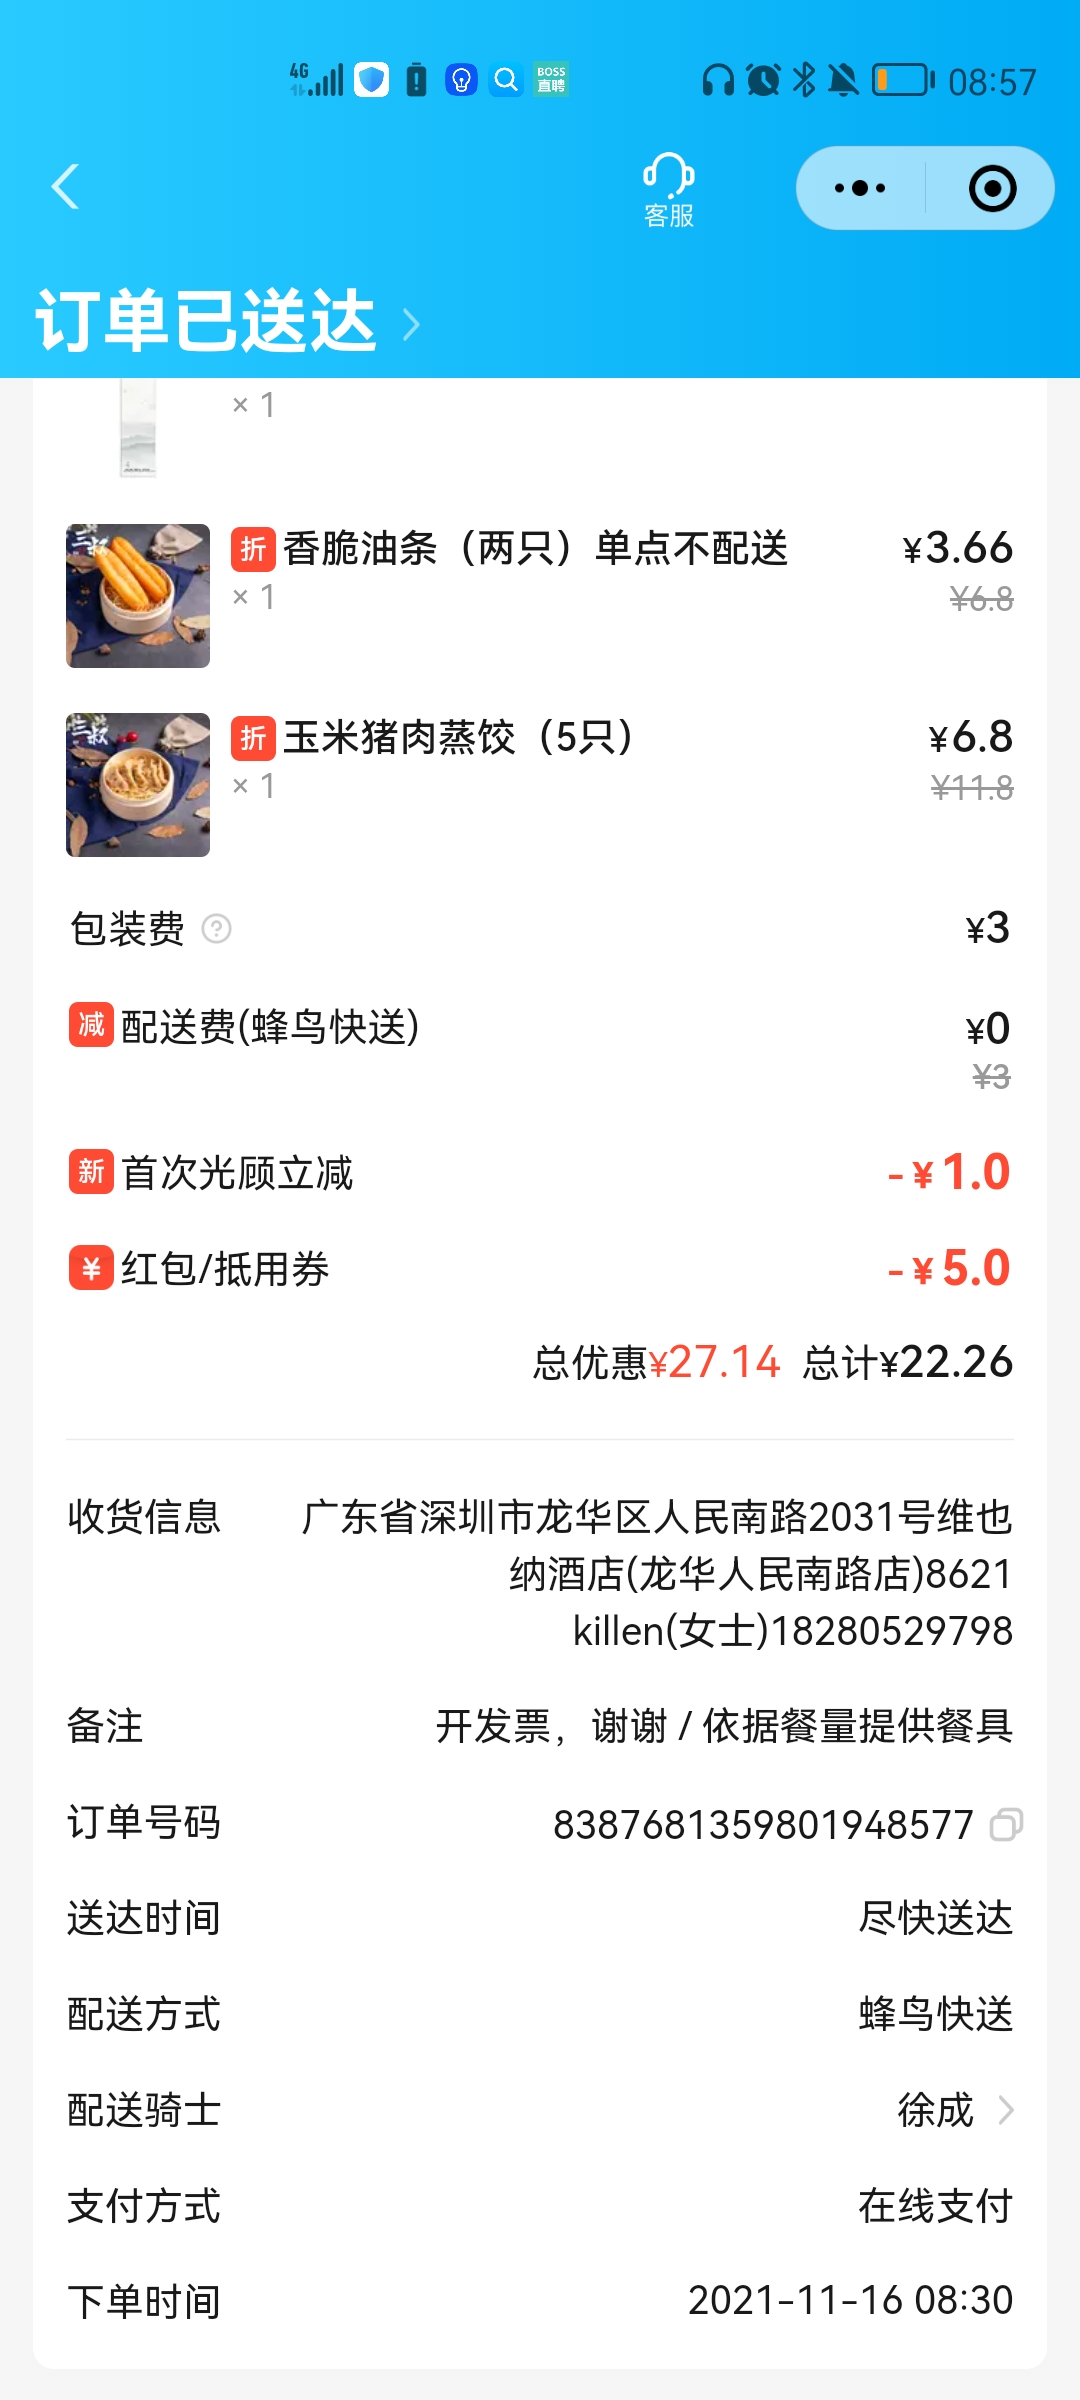 4G
BOSS
直聘
08:57
客服
订单已送达
× 1
折 香脆油条（两只）单点不配送 ¥3.66
× 1 ¥6.8
折 玉米猪肉蒸饺（5只） ¥6.8
× 1 ¥11.8
包装费 ? ¥3
减 配送费(蜂鸟快送) ¥0
¥3
新 首次光顾立减 -¥1.0
¥ 红包/抵用券 -¥5.0
总优惠¥27.14 总计¥22.26
收货信息 广东省深圳市龙华区人民南路2031号维也
纳酒店(龙华人民南路店)8621
killen(女士)18280529798
备注 开发票，谢谢 / 依据餐量提供餐具
订单号码 8387681359801948577
送达时间 尽快送达
配送方式 蜂鸟快送
配送骑士 徐成
支付方式 在线支付
下单时间 2021-11-16 08:30